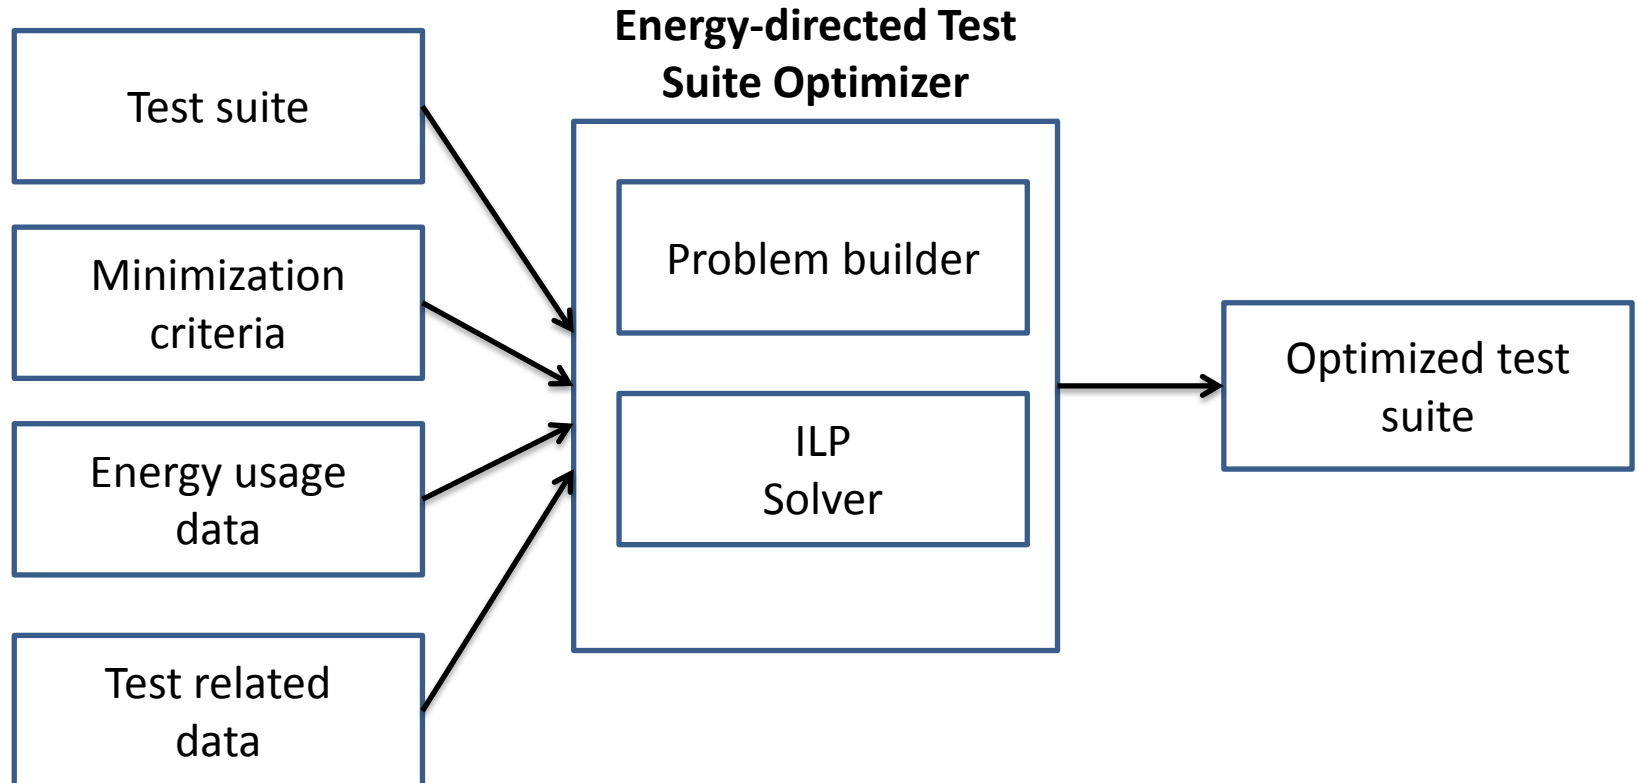 Energy-directed Test
Suite Optimizer
Test suite
Minimization
criteria
Energy usage
data
Test related
data
Problem builder
ILP
Solver
Optimized test
suite